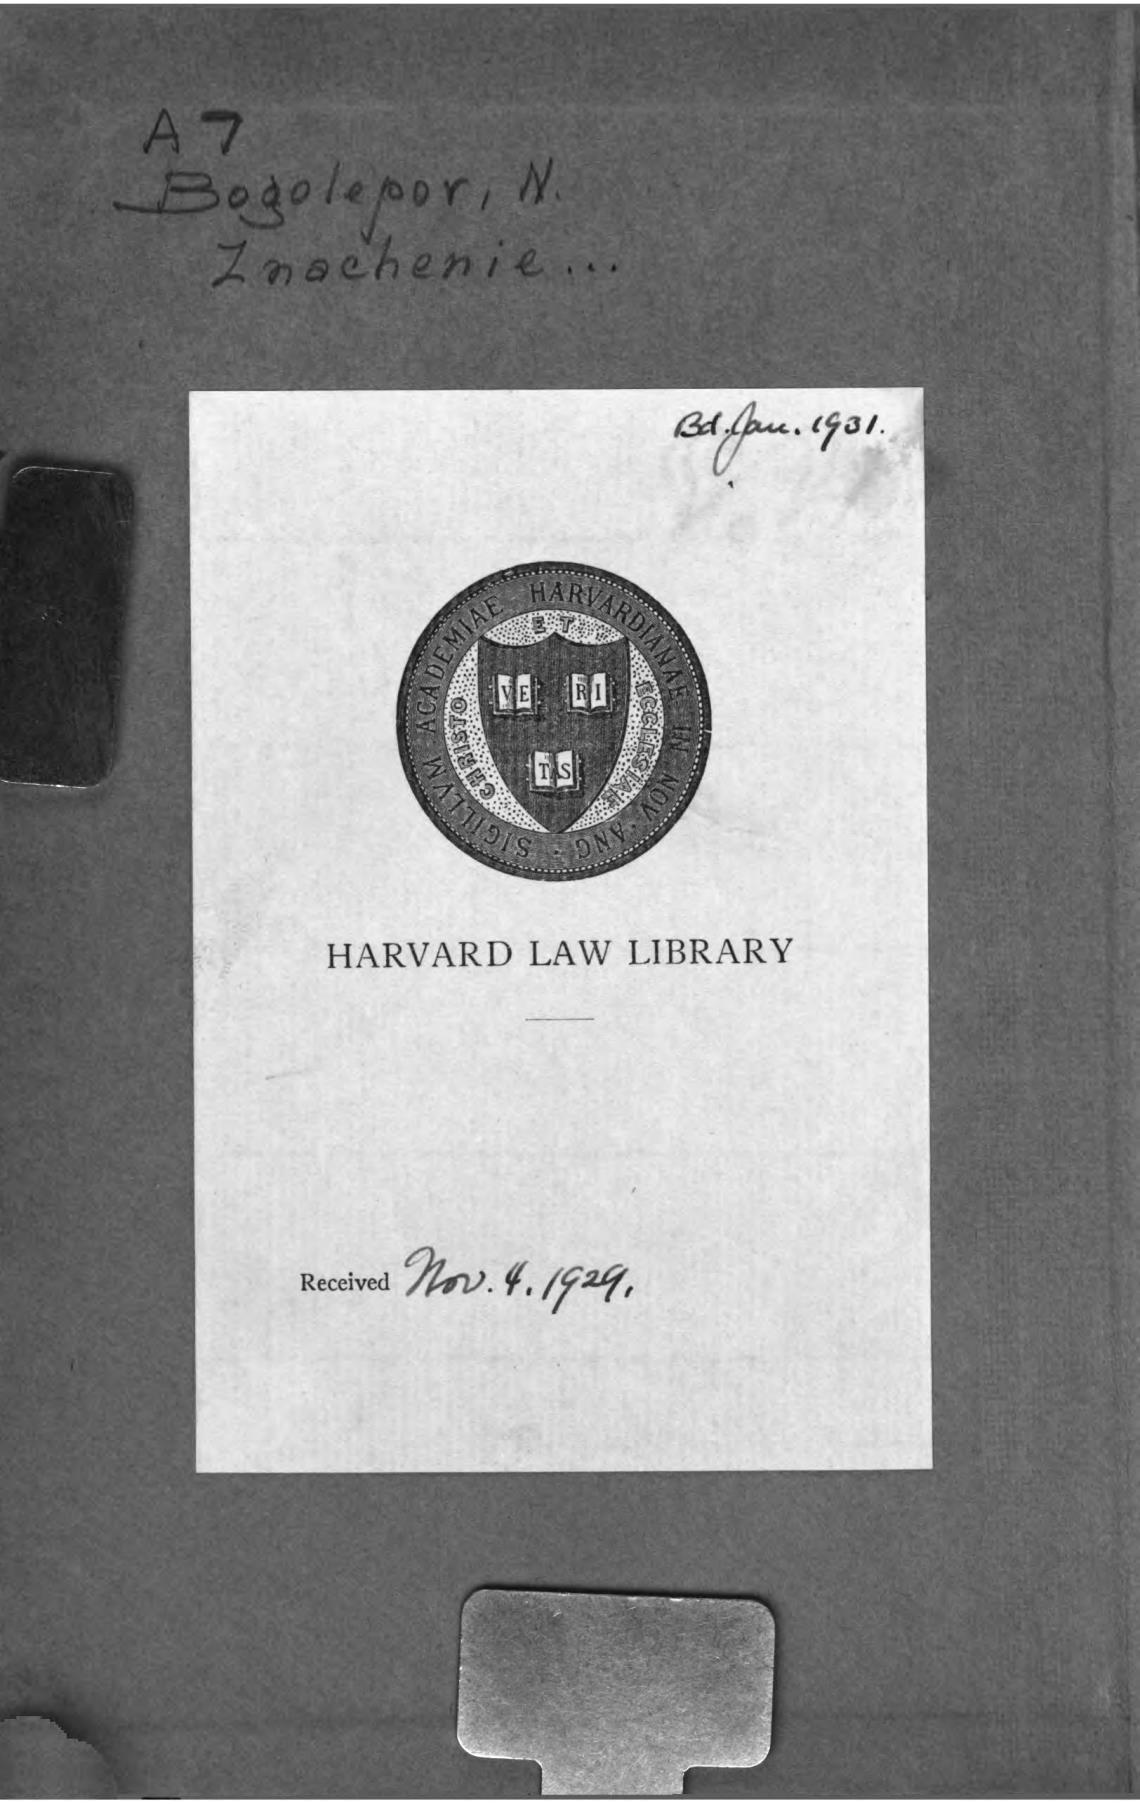 A7
Bogolepov, N.
Znachenie...
Bd. Jan. 1931.
SIGILLVM ACADEMIAE HARVARDIANAE IN NOV. ANG.
CHRISTO ET ECCLESIAE
VE RI
TAS
HARVARD LAW LIBRARY
Received Nov. 4. 1929.